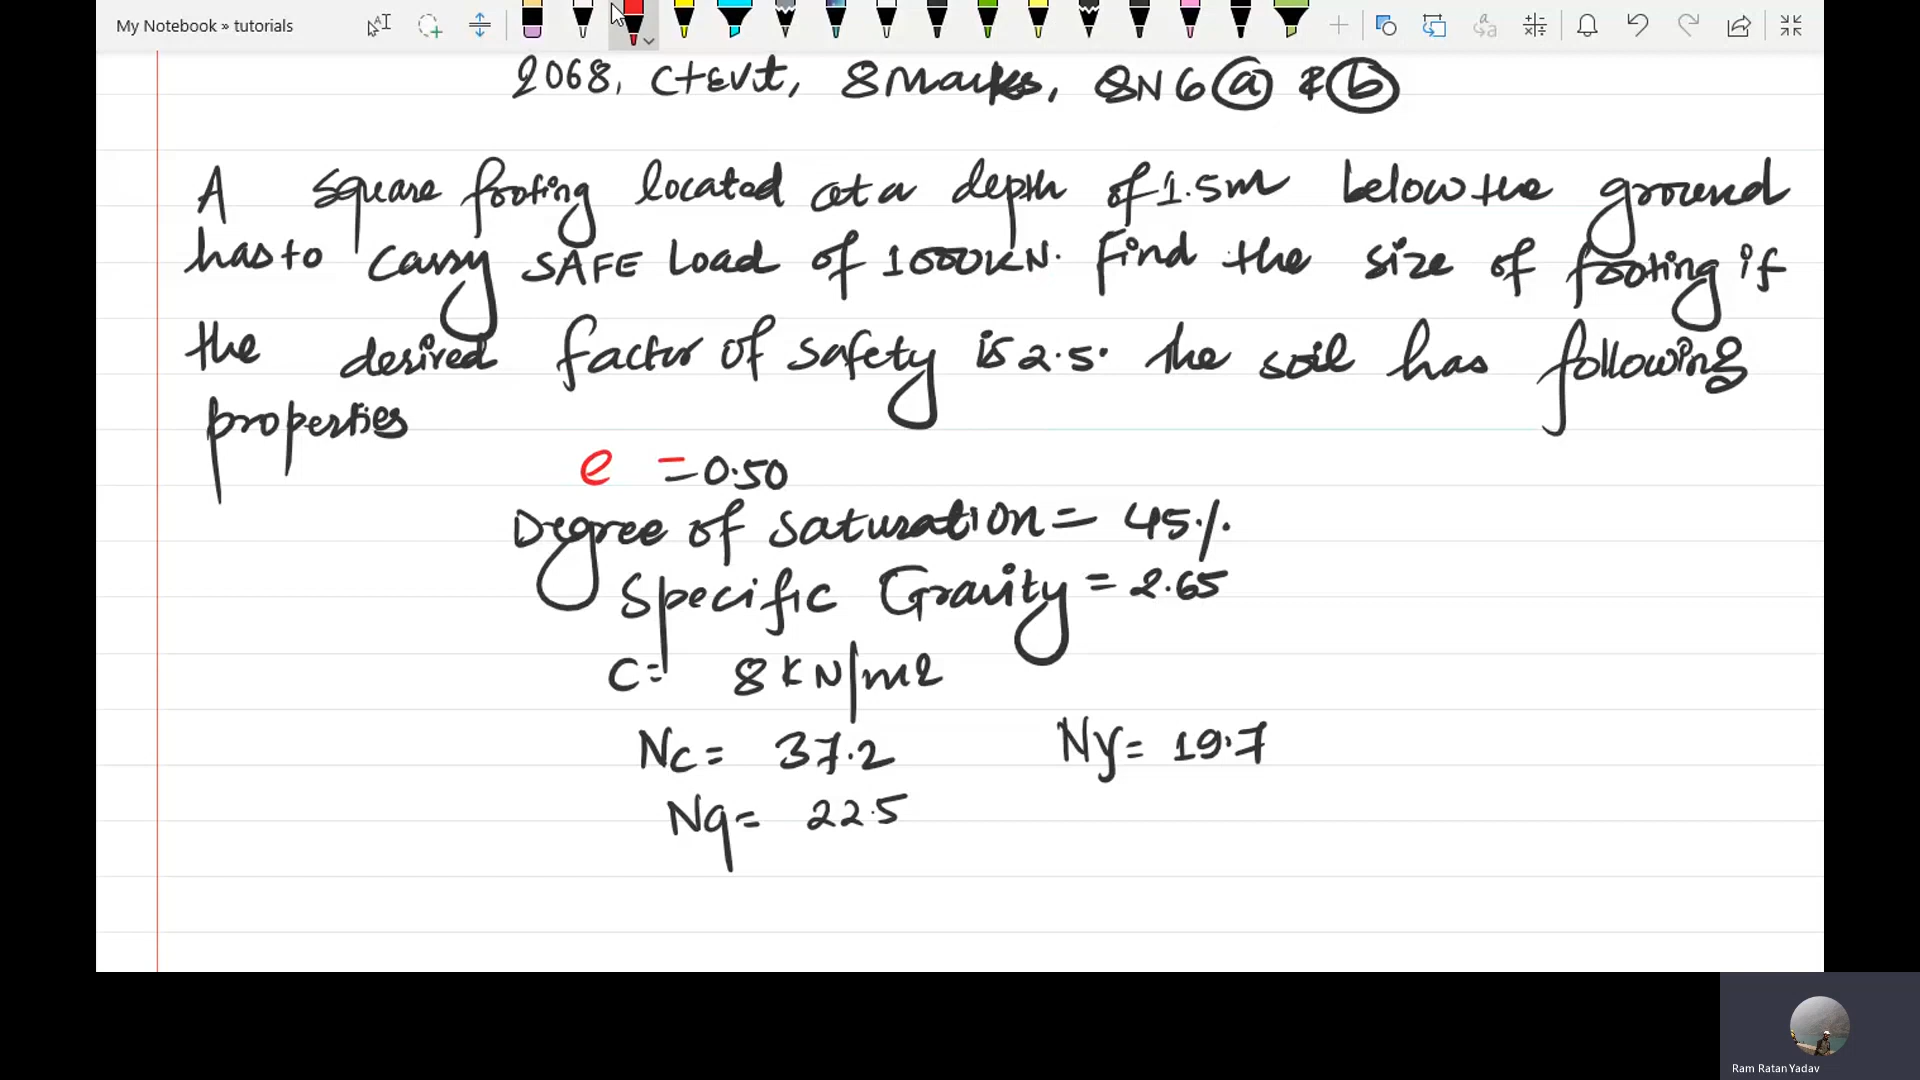 My Notebook » tutorials
2068, CTEVT, 8 Marks, QN 6 (a) & (b)
A square footing located at a depth of 1.5m below the ground
has to carry SAFE Load of 1000KN. Find the size of footing if
the desired factor of safety is 2.5. The soil has following
properties
e = 0.50
Degree of saturation = 45%
Specific Gravity = 2.65
C = 8 KN/m2
Nc = 37.2 Nγ = 19.7
Nq = 22.5
Ram Ratan Yadav